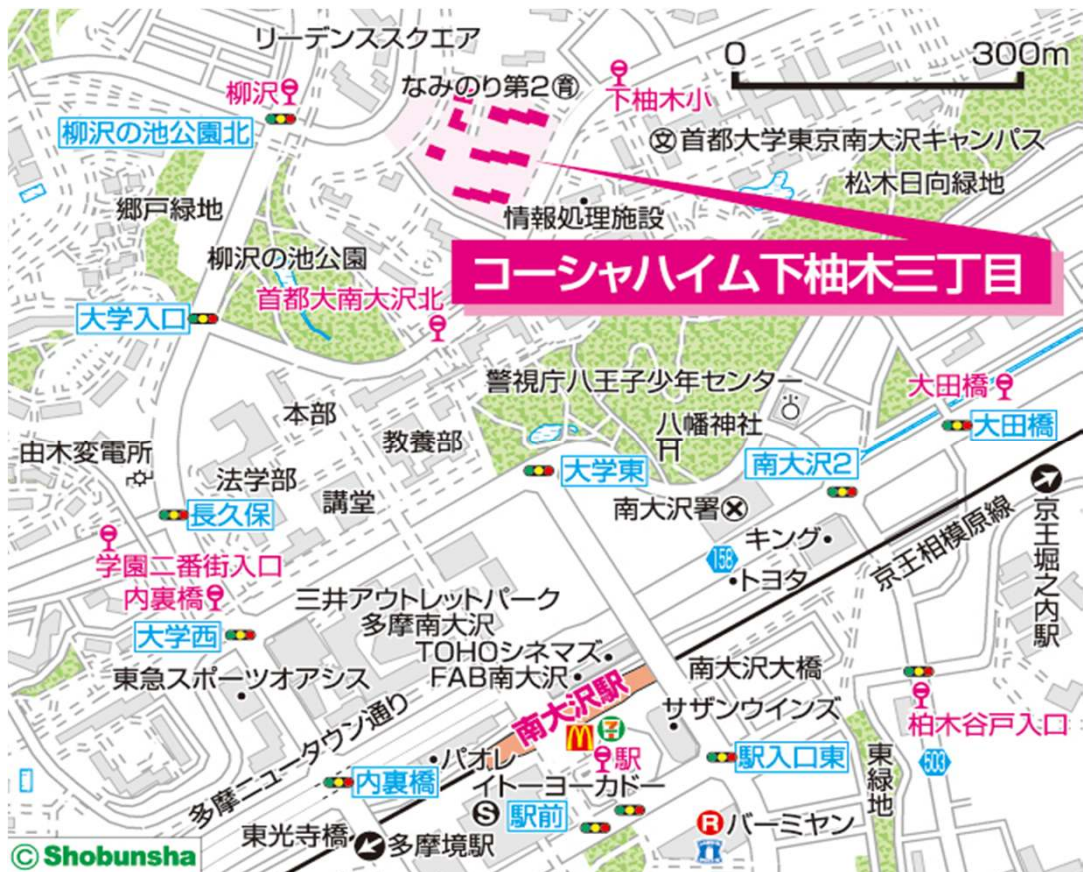 リーデンススクエア
0 300m
なみのり第2育
下柚木小
柳沢
柳沢の池公園北
文首都大学東京南大沢キャンパス
松木日向緑地
郷戸緑地
情報処理施設
柳沢の池公園
コーシャハイム下柚木三丁目
首都大南大沢北
大学入口
警視庁八王子少年センター
大田橋
大田橋
本部
八幡神社
教養部
由木変電所
大学東
南大沢2
法学部
講堂
長久保
南大沢署
京王相模原線
京王堀之内駅
キング
158
トヨタ
学園二番街入口
内裏橋
三井アウトレットパーク
多摩南大沢
大学西
TOHOシネマズ
FAB南大沢
南大沢大橋
東急スポーツオアシス
南大沢駅
サザンウインズ
柏木谷戸入口
多摩ニュータウン通り
パオレ
駅
駅入口東
東緑地
503
内裏橋
イトーヨーカドー
S
駅前
東光寺橋
多摩境駅
R
バーミヤン
© Shobunsha